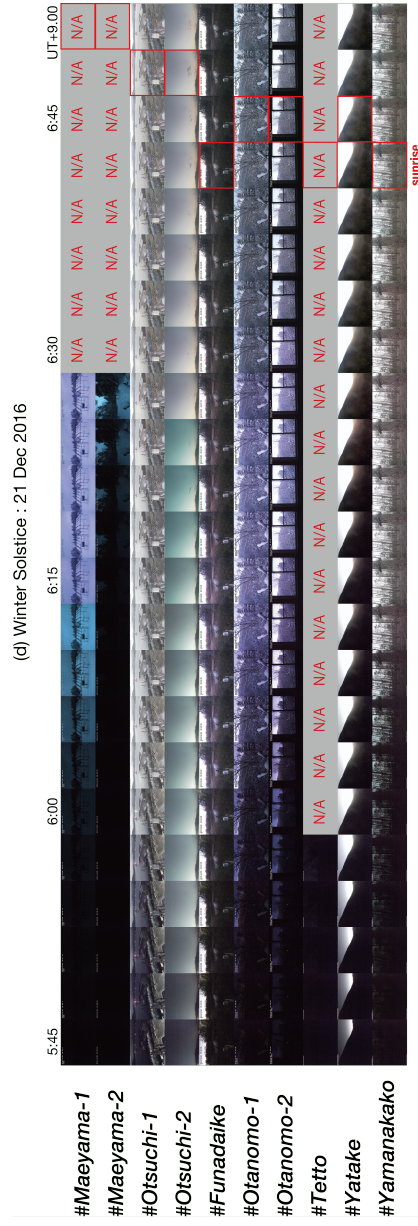 (d) Winter Solstice : 21 Dec 2016
5:45 6:00 6:15 6:30 6:45 UT+9.00
#Maeyama-1 N/A N/A N/A N/A N/A N/A N/A N/A
#Maeyama-2 N/A N/A N/A N/A N/A N/A N/A N/A
#Otsuchi-1
#Otsuchi-2
#Funadaike
#Otanomo-1
#Otanomo-2
#Tetto N/A N/A N/A N/A N/A N/A N/A N/A N/A N/A N/A N/A N/A N/A N/A N/A N/A N/A
#Yatake
#Yamanakako
sunrise